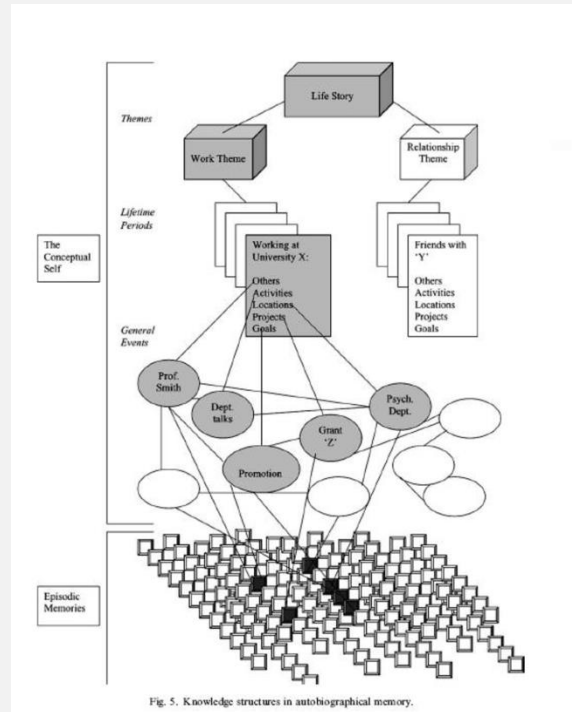 Life Story
Themes
Work Theme
Relationship
Theme
Lifetime
Periods
The
Conceptual
Self
Working at
University X:
Others
Activities
Locations
Projects
Goals
Friends with
'Y'
Others
Activities
Locations
Projects
Goals
General
Events
Prof.
Smith
Dept.
talks
Psych.
Dept.
Grant
'Z'
Promotion
Episodic
Memories
Fig. 5. Knowledge structures in autobiographical memory.